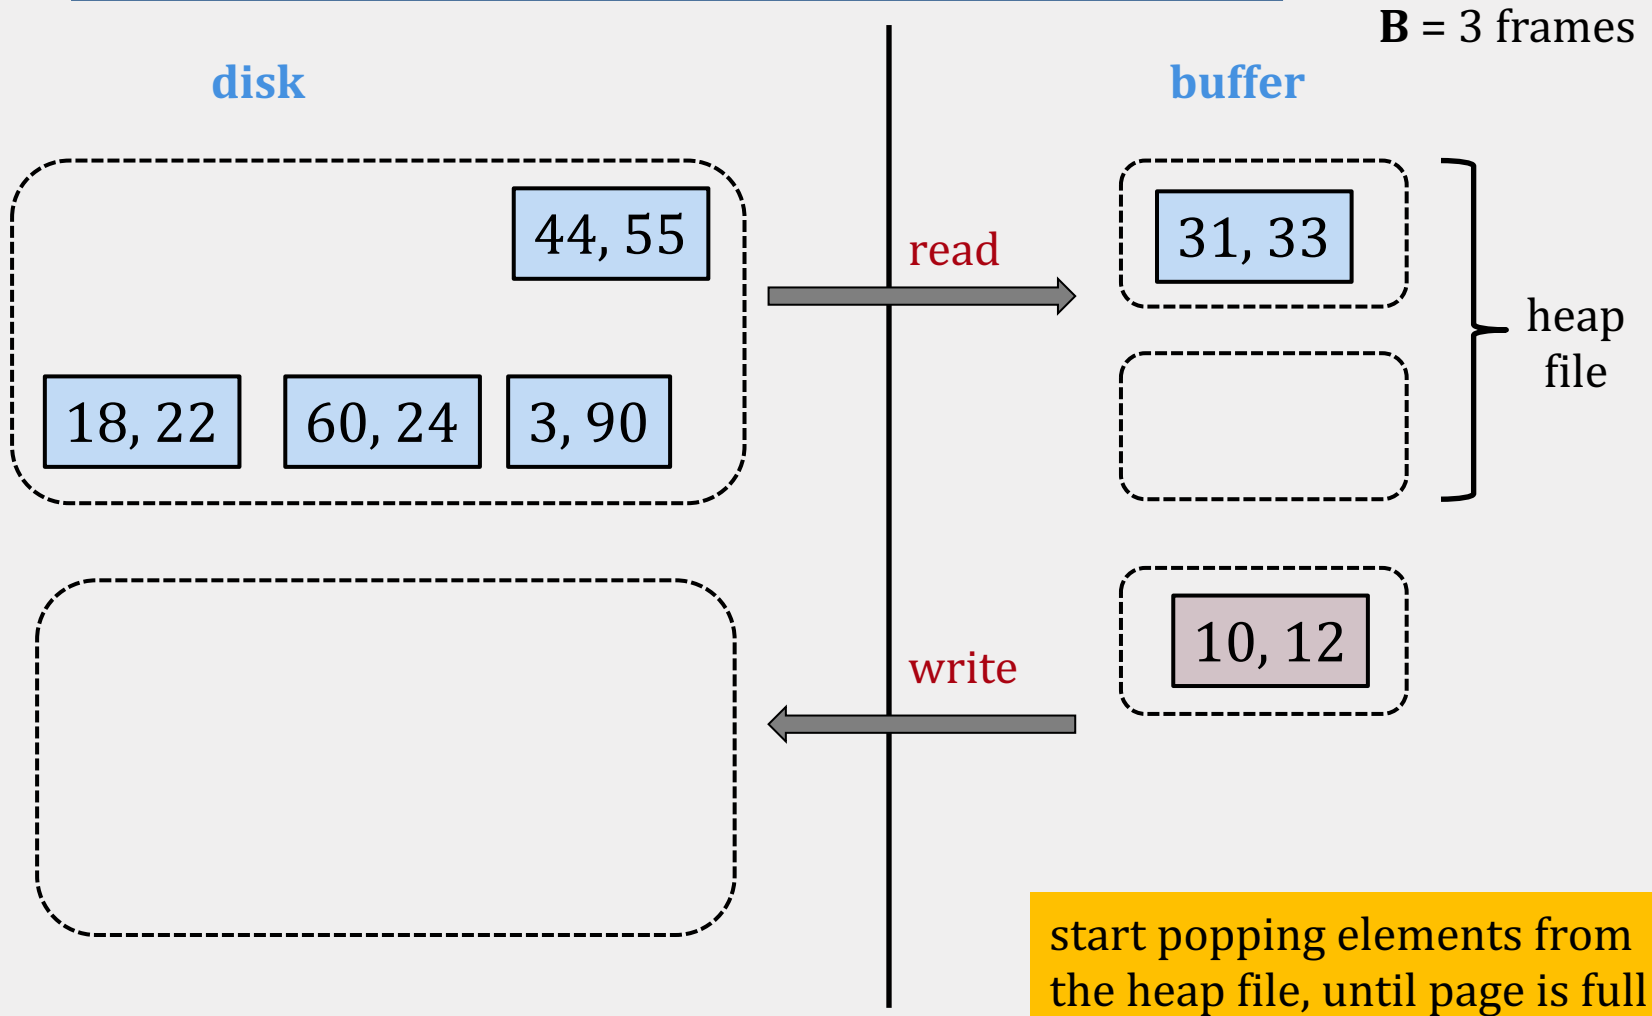 B = 3 frames
disk
buffer
44, 55
31, 33
read
heap
file
18, 22
60, 24
3, 90
10, 12
write
start popping elements from
the heap file, until page is full